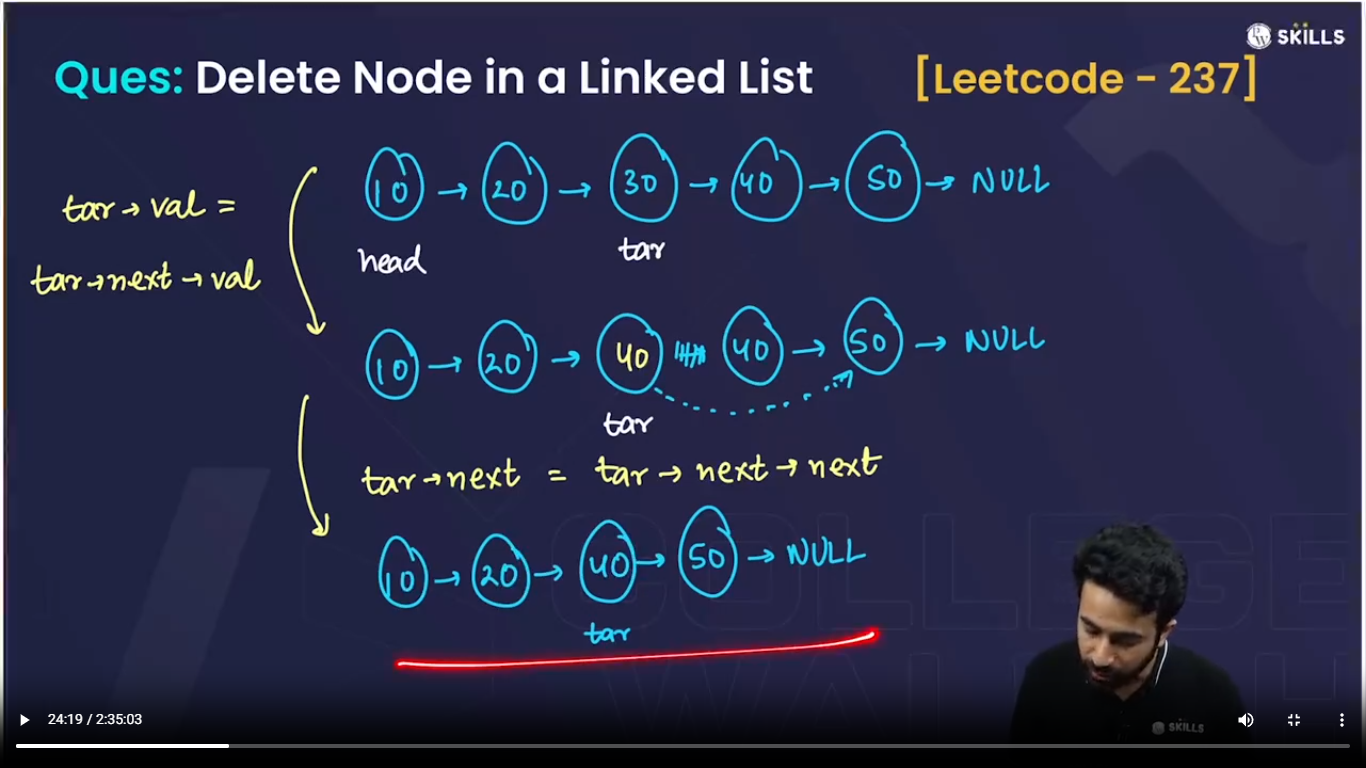 SKILLS
Ques: Delete Node in a Linked List [Leetcode - 237]
10 → 20 → 30 → 40 → 50 → NULL
head tar
tar → val =
tar → next → val
10 → 20 → 40 40 → 50 → NULL
tar
tar → next = tar → next → next
10 → 20 → 40 → 50 → NULL
tar
COLLEGE
WALLAH
SKILLS
24:19 / 2:35:03